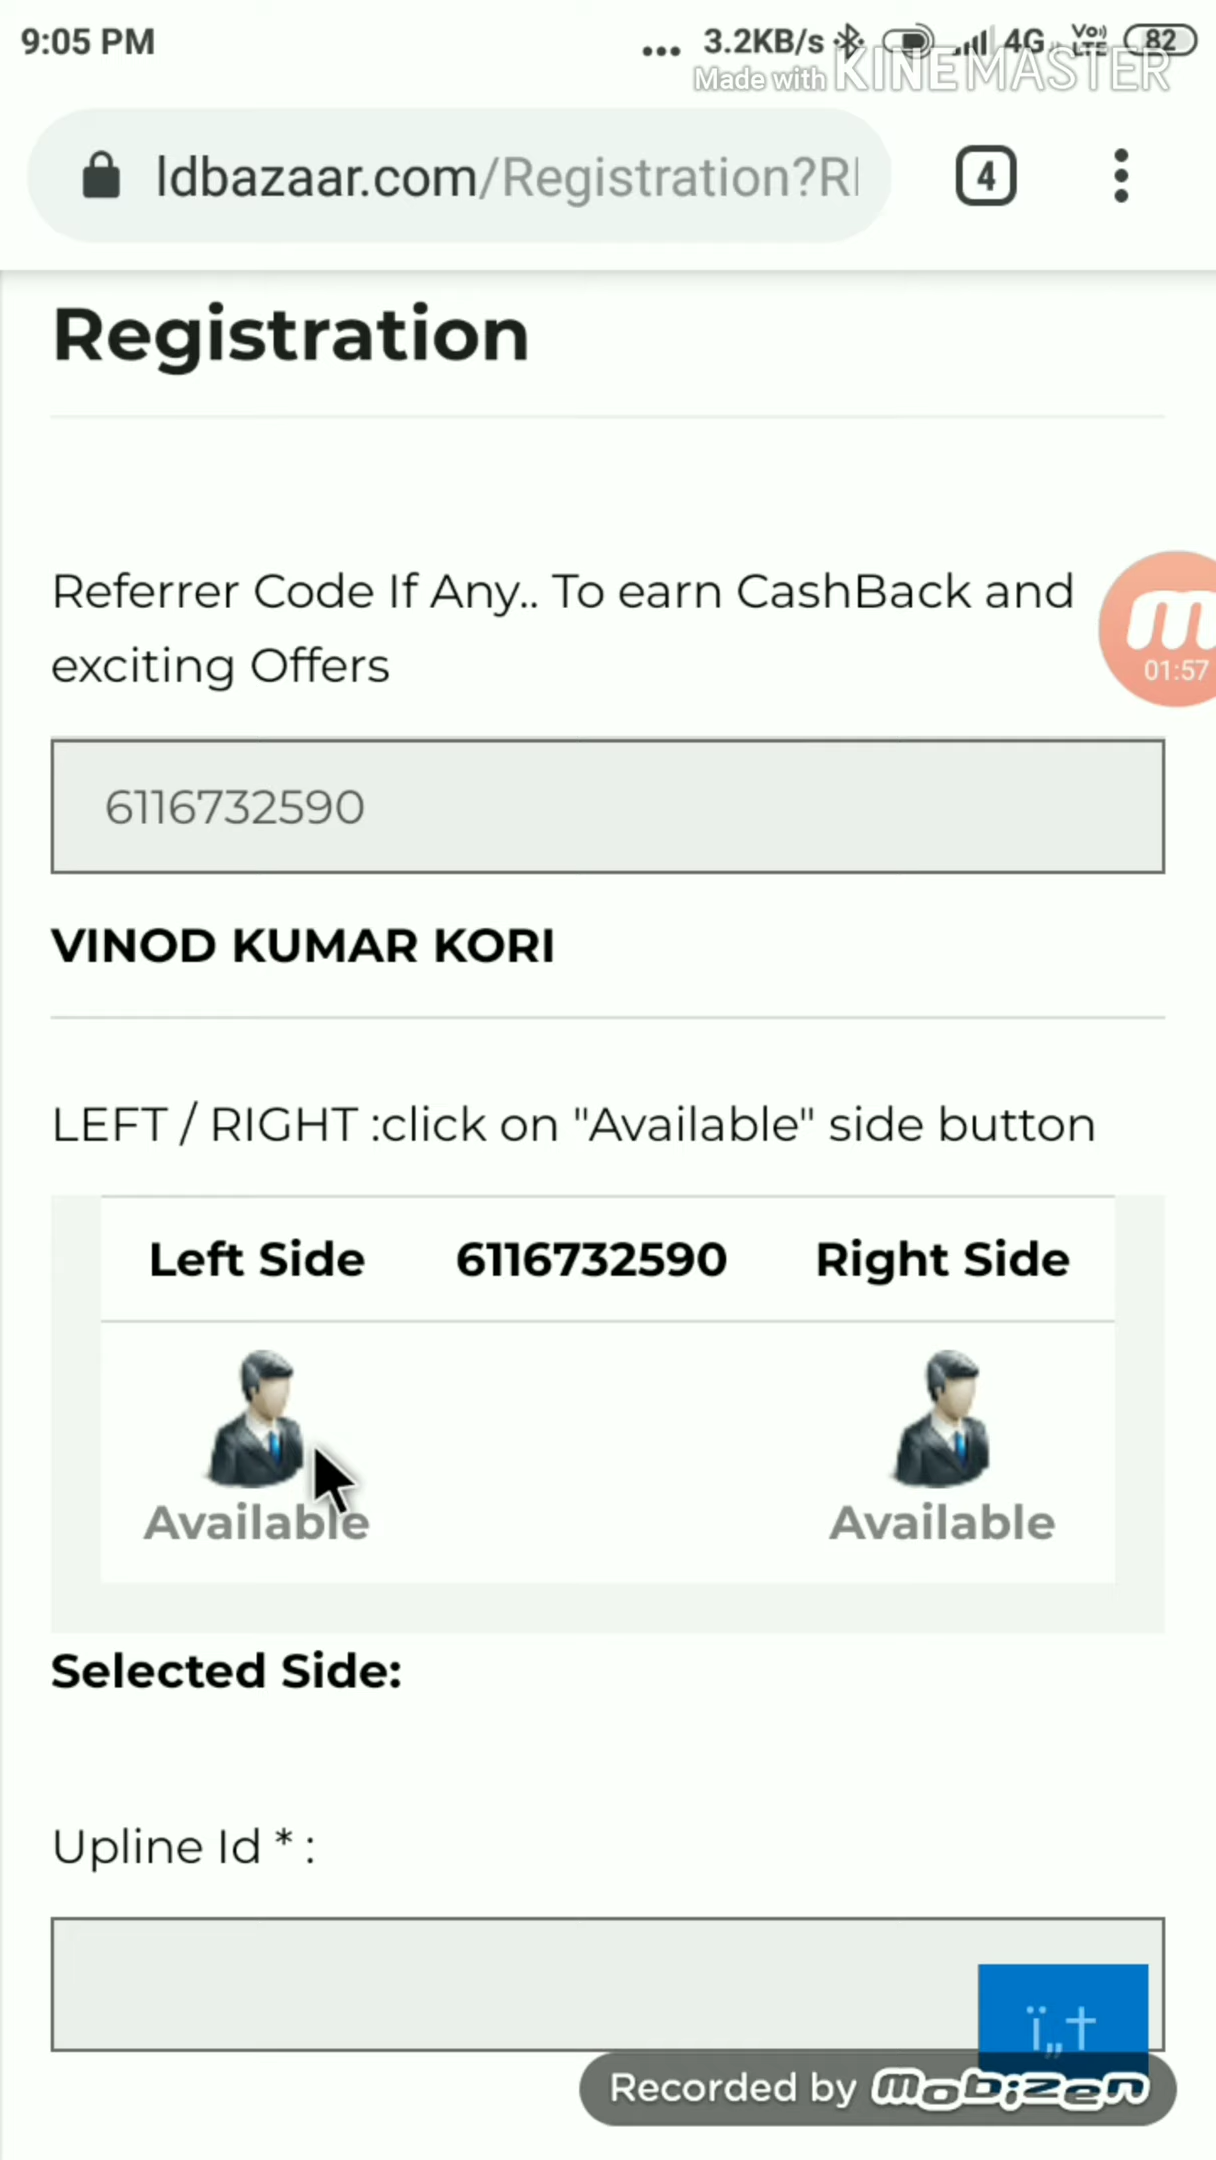 9:05 PM
... 3.2KB/s 4G Vo)) LTE 82
Made with KINEMASTER
ldbazaar.com/Registration?R
4
Registration
Referrer Code If Any.. To earn CashBack and
exciting Offers
01:57
6116732590
VINOD KUMAR KORI
LEFT / RIGHT :click on "Available" side button
Left Side 6116732590 Right Side
Available Available
Selected Side:
Upline Id * :
ï„†
Recorded by mobizen